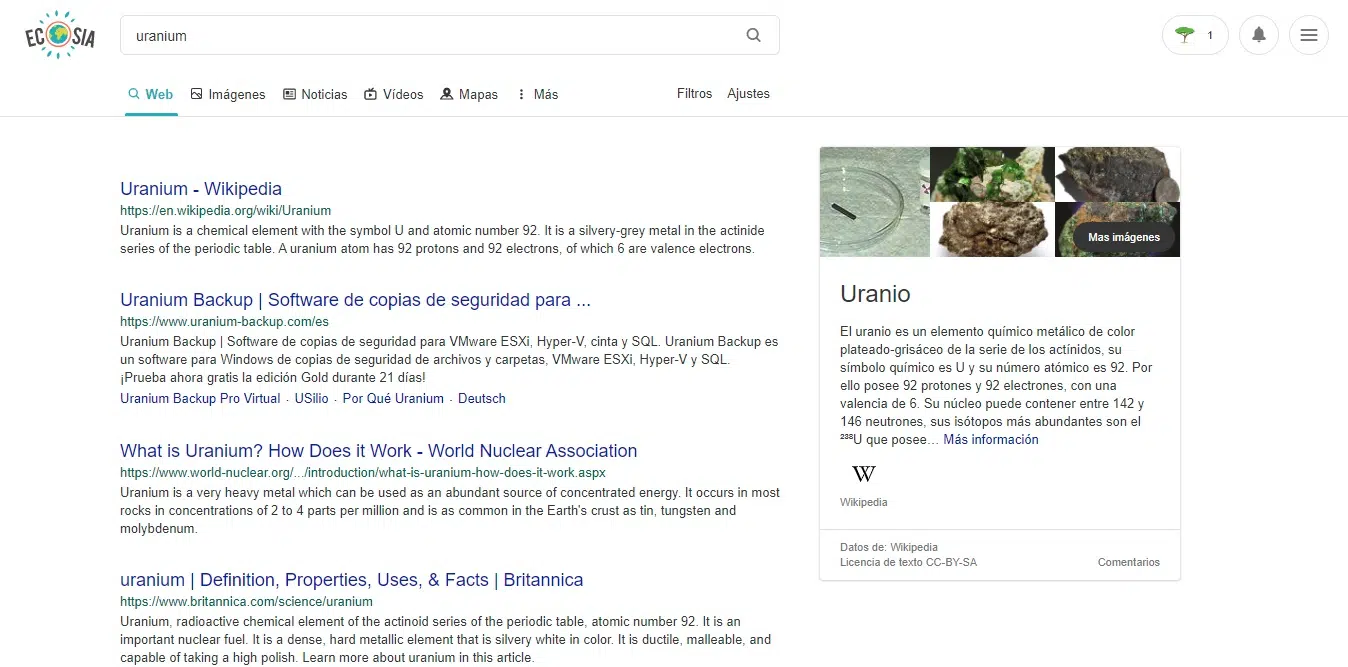 ECOSIA
uranium
1
Web
Imágenes
Noticias
Vídeos
Mapas
Más
Filtros
Ajustes
Uranium - Wikipedia
https://en.wikipedia.org/wiki/Uranium
Uranium is a chemical element with the symbol U and atomic number 92. It is a silvery-grey metal in the actinide
series of the periodic table. A uranium atom has 92 protons and 92 electrons, of which 6 are valence electrons.
Uranium Backup | Software de copias de seguridad para ...
https://www.uranium-backup.com/es
Uranium Backup | Software de copias de seguridad para VMware ESXi, Hyper-V, cinta y SQL. Uranium Backup es
un software para Windows de copias de seguridad de archivos y carpetas, VMware ESXi, Hyper-V y SQL.
¡Prueba ahora gratis la edición Gold durante 21 días!
Uranium Backup Pro Virtual · USilio · Por Qué Uranium · Deutsch
What is Uranium? How Does it Work - World Nuclear Association
https://www.world-nuclear.org/.../introduction/what-is-uranium-how-does-it-work.aspx
Uranium is a very heavy metal which can be used as an abundant source of concentrated energy. It occurs in most
rocks in concentrations of 2 to 4 parts per million and is as common in the Earth's crust as tin, tungsten and
molybdenum.
uranium | Definition, Properties, Uses, & Facts | Britannica
https://www.britannica.com/science/uranium
Uranium, radioactive chemical element of the actinoid series of the periodic table, atomic number 92. It is an
important nuclear fuel. It is a dense, hard metallic element that is silvery white in color. It is ductile, malleable, and
capable of taking a high polish. Learn more about uranium in this article.
Mas imágenes
Uranio
El uranio es un elemento químico metálico de color
plateado-grisáceo de la serie de los actínidos, su
símbolo químico es U y su número atómico es 92. Por
ello posee 92 protones y 92 electrones, con una
valencia de 6. Su núcleo puede contener entre 142 y
146 neutrones, sus isótopos más abundantes son el
²³⁸U que posee… Más información
W
Wikipedia
Datos de: Wikipedia
Licencia de texto CC-BY-SA
Comentarios